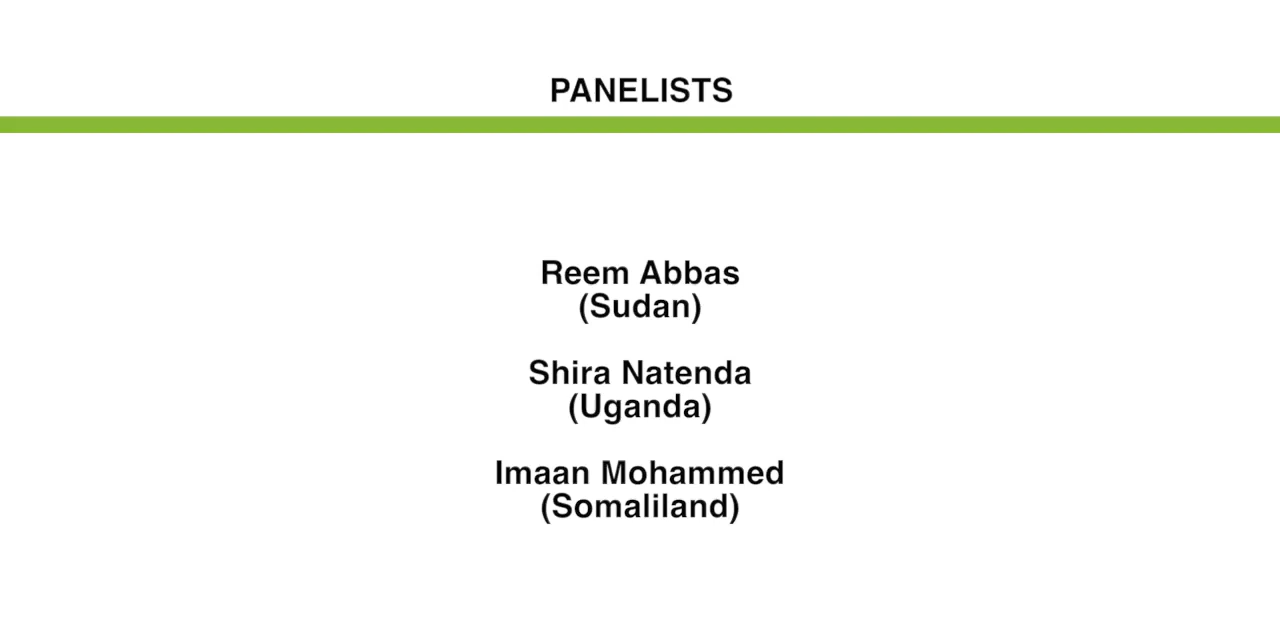 PANELISTS
Reem Abbas
(Sudan)
Shira Natenda
(Uganda)
Imaan Mohammed
(Somaliland)